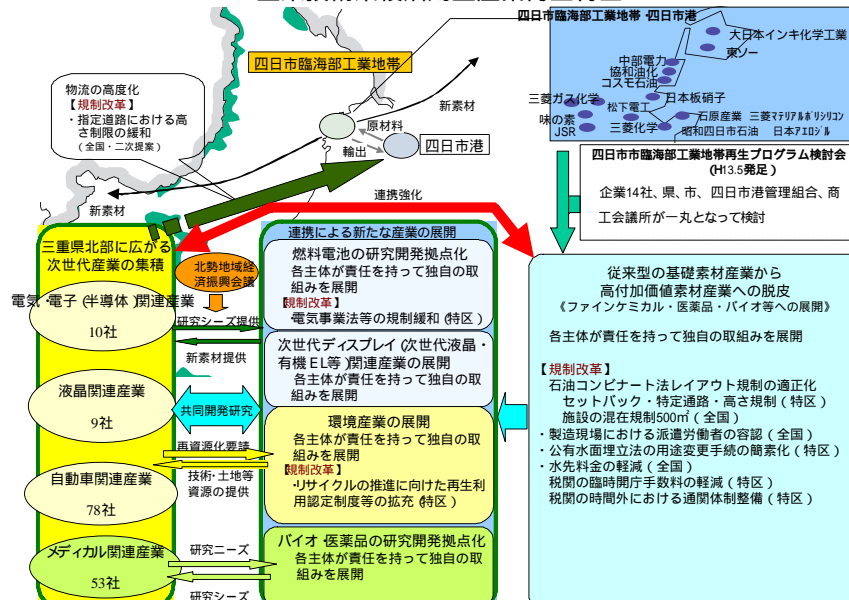 四日市臨海部工業地帯・四日市港
大日本インキ化学工業
東ソー
中部電力
協和油化
コスモ石油
三菱ガス化学
松下電工
日本板硝子
味の素
石原産業
三菱マテリアルポリシリコン
JSR
三菱化学
昭和四日市石油
日本アエロジル
四日市臨海部工業地帯
物流の高度化
【規制改革】
・指定道路における高
さ制限の緩和
(全国・二次提案)
新素材
原材料
輸出
四日市港
新素材
連携強化
四日市市臨海部工業地帯再生プログラム検討会
(H13.5発足)
企業14社、県、市、四日市港管理組合、商
工会議所が一丸となって検討
三重県北部に広がる
次世代産業の集積
北勢地域経
済振興会議
電気・電子(半導体)関連産業
10社
液晶関連産業
9社
自動車関連産業
78社
メディカル関連産業
53社
研究シーズ提供
新素材提供
共同開発研究
再資源化要請
技術・土地等
資源の提供
研究ニーズ
研究シーズ
連携による新たな産業の展開
燃料電池の研究開発拠点化
各主体が責任を持って独自の取
組みを展開
【規制改革】
・電気事業法等の規制緩和(特区)
次世代ディスプレイ(次世代液晶・
有機EL等)関連産業の展開
各主体が責任を持って独自の取
組みを展開
環境産業の展開
各主体が責任を持って独自の取
組みを展開
【規制改革】
・リサイクルの推進に向けた再生利
用認定制度等の拡充(特区)
バイオ・医薬品の研究開発拠点化
各主体が責任を持って独自の取
組みを展開
従来型の基礎素材産業から
高付加価値素材産業への脱皮
《ファインケミカル・医薬品・バイオ等への展開》
各主体が責任を持って独自の取組みを展開
【規制改革】
石油コンビナート法レイアウト規制の適正化
セットバック・特定通路・高さ規制(特区)
施設の混在規制500㎡(全国)
・製造現場における派遣労働者の容認(全国)
・公有水面埋立法の用途変更手続の簡素化(特区)
・水先料金の軽減(全国)
税関の臨時開庁手数料の軽減(特区)
税関の時間外における通関体制整備(特区)